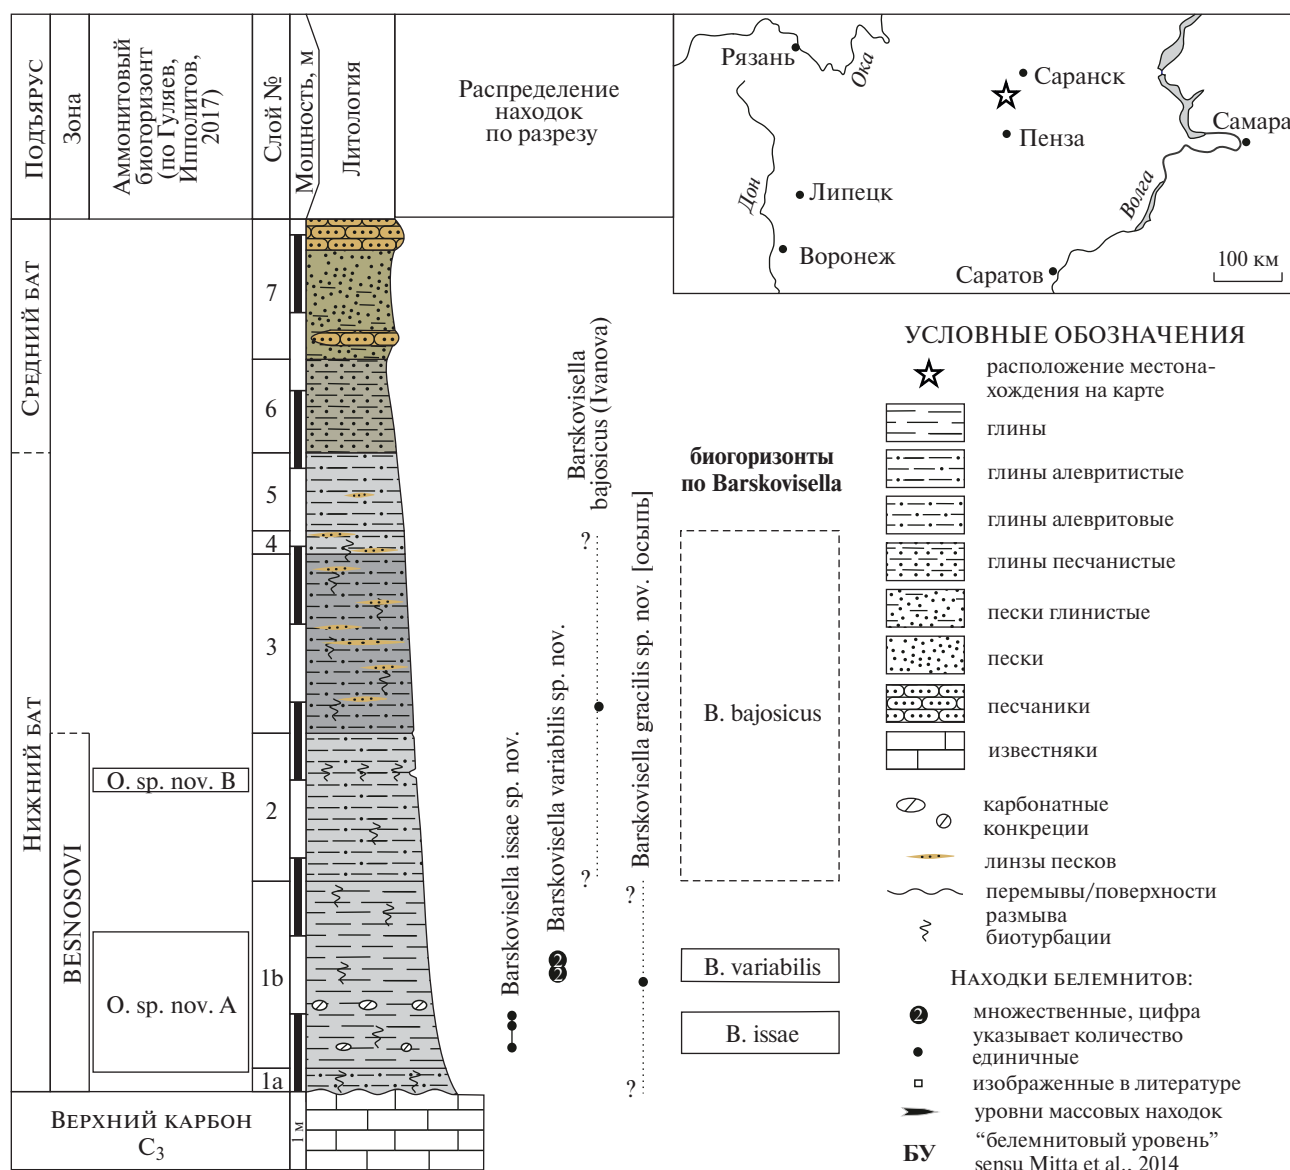 Подъярус
Зона
Аммонитовый
биогоризонт
(по Гуляев,
Ипполитов,
2017)
Слой №
Мощность, м
Литология
Распределение
находок
по разрезу
Рязань
Ока
Саранск
Пенза
Самара
Дон
Липецк
Волга
Воронеж
Саратов
100 км
Средний бат
Нижний бат
BESNOSOVI
O. sp. nov. B
O. sp. nov. A
7
6
5
4
3
2
1b
1a
1 м
Верхний карбон
C3
Barskovisella issae sp. nov.
Barskovisella variabilis sp. nov.
2
2
Barskovisella
bajosicus (Ivanova)
?
?
Barskovisella gracilis sp. nov. [осыпь]
?
?
биогоризонты
по Barskovisella
B. bajosicus
B. variabilis
B. issae
УСЛОВНЫЕ ОБОЗНАЧЕНИЯ
расположение местона-
хождения на карте
глины
глины алевритистые
глины алевритовые
глины песчанистые
пески глинистые
пески
песчаники
известняки
карбонатные
конкреции
линзы песков
перемывы/поверхности
размыва
биотурбации
Находки белемнитов:
2
множественные, цифра
указывает количество
единичные
изображенные в литературе
уровни массовых находок
БУ
“белемнитовый уровень”
sensu Mitta et al., 2014